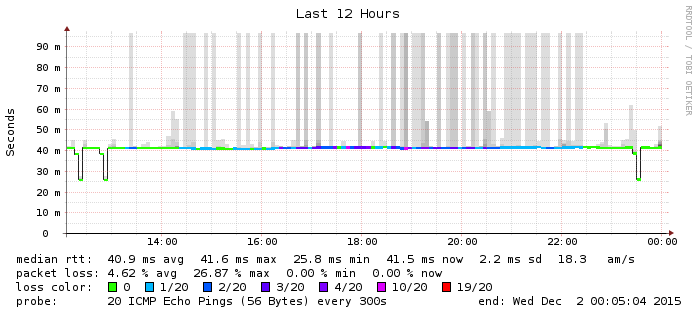 Last 12 Hours
RRDTOOL / TOBI OETIKER
Seconds
90 m
80 m
70 m
60 m
50 m
40 m
30 m
20 m
10 m
0
14:00 16:00 18:00 20:00 22:00 00:00
median rtt: 40.9 ms avg 41.6 ms max 25.8 ms min 41.5 ms now 2.2 ms sd 18.3 am/s
packet loss: 4.62 % avg 26.87 % max 0.00 % min 0.00 % now
loss color: 0 1/20 2/20 3/20 4/20 10/20 19/20
probe: 20 ICMP Echo Pings (56 Bytes) every 300s end: Wed Dec 2 00:05:04 2015